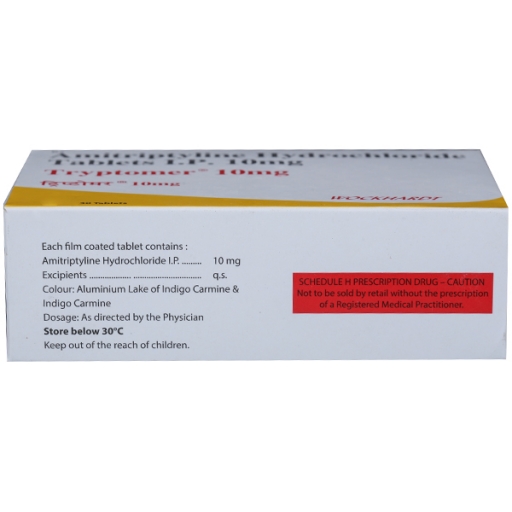 Amitriptyline Hydrochloride
Tablets I.P. 10mg
Tryptomer® 10mg
ट्रिप्टोमर® 10mg
WOCKHARDT
Each film coated tablet contains :
Amitriptyline Hydrochloride I.P. ......... 10 mg
Excipients ..................... .................................. q.s.
Colour: Aluminium Lake of Indigo Carmine &
Indigo Carmine
Dosage: As directed by the Physician
Store below 30°C
Keep out of the reach of children.
SCHEDULE H PRESCRIPTION DRUG – CAUTION
Not to be sold by retail without the prescription
of a Registered Medical Practitioner.